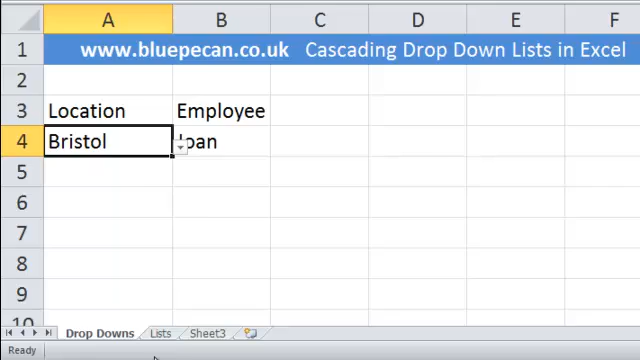 A B C D E F
1 www.bluepecan.co.uk Cascading Drop Down Lists in Excel
2
3 Location Employee
4 Bristol Joan
5
6
7
8
9
10
Drop Downs Lists Sheet3
Ready